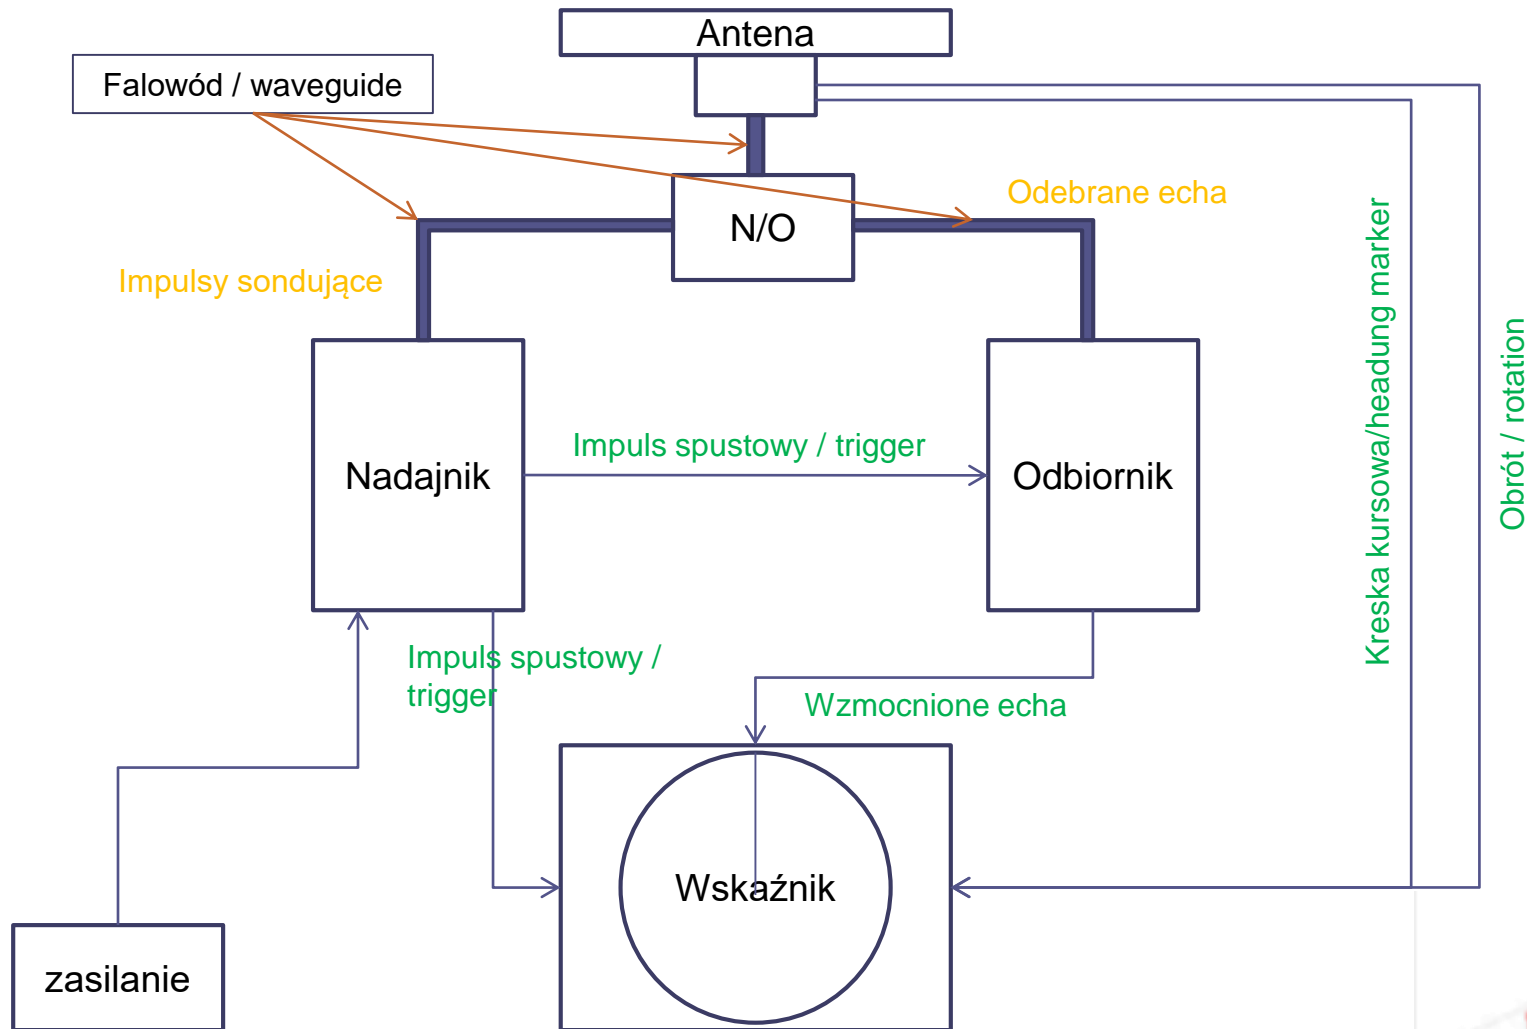 Antena
Falowód / waveguide
Odebrane echa
N/O
Impulsy sondujące
Kreska kursowa/headung marker
Obrót / rotation
Impuls spustowy / trigger
Nadajnik
Odbiornik
Impuls spustowy /
trigger
Wzmocnione echa
Wskaźnik
zasilanie